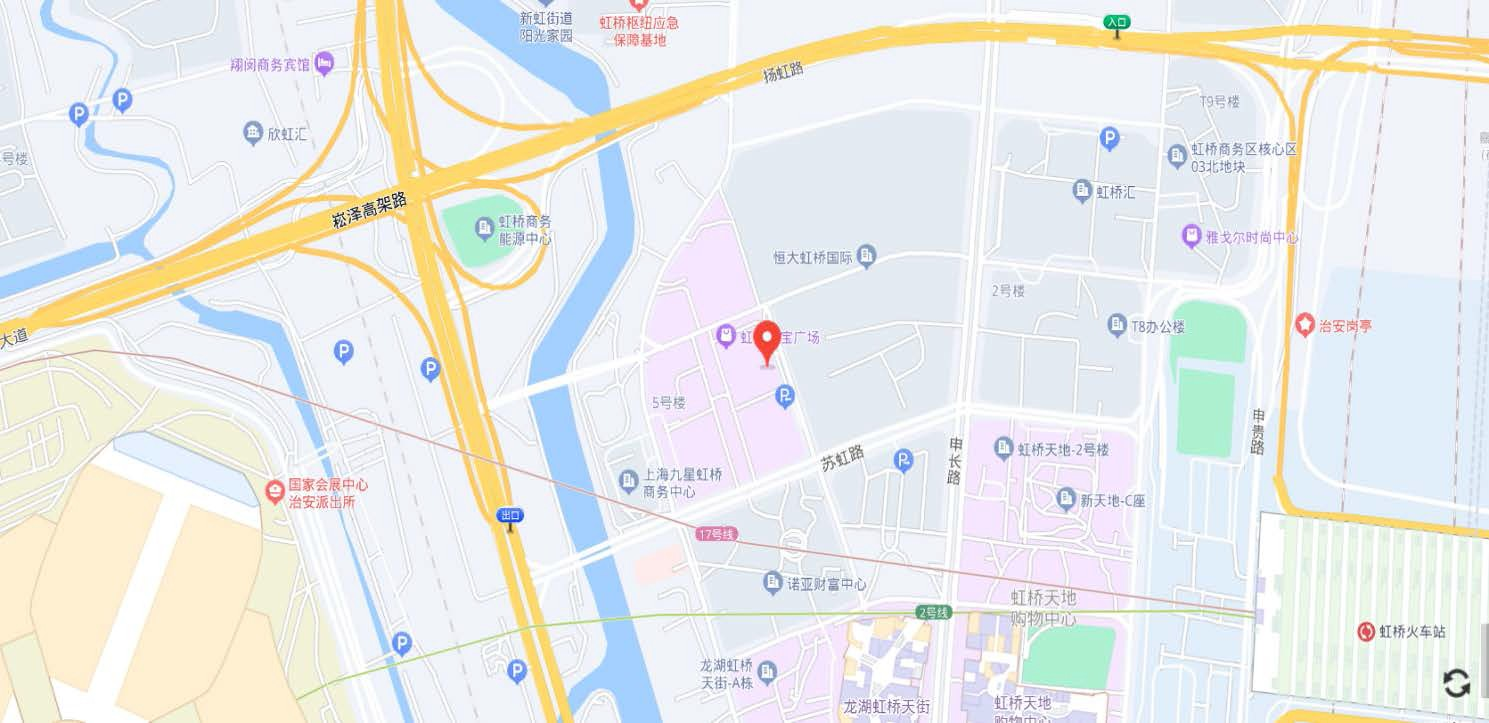 新虹街道
阳光家园
虹桥枢纽应急
保障基地
入口
翔闵商务宾馆
P
P
扬虹路
T9号楼
欣虹汇
P
号楼
虹桥商务区核心区
03北地块
虹桥汇
崧泽高架路
虹桥商务
能源中心
雅戈尔时尚中心
恒大虹桥国际
2号楼
大道
虹
宝广场
T8办公楼
治安岗亭
P
P
P
5号楼
申贵路
苏虹路
申长路
虹桥天地-2号楼
P
上海九星虹桥
商务中心
国家会展中心
治安派出所
新天地-C座
出口
17号线
诺亚财富中心
虹桥天地
购物中心
2号线
虹桥火车站
P
P
龙湖虹桥
天街-A栋
龙湖虹桥天街
虹桥天地
购物中心